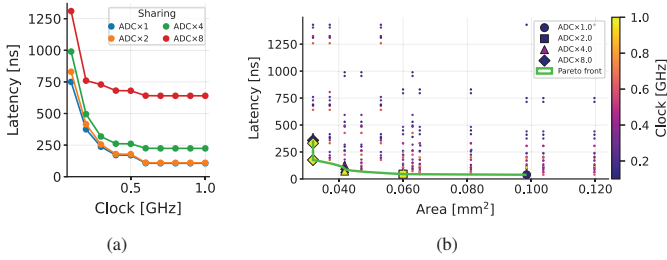 Sharing
ADC×1 ADC×4
ADC×2 ADC×8
1250
1000
750
500
250
0
Latency [ns]
0.5 1.0
Clock [GHz]
(a)
ADC×1.0
ADC×2.0
ADC×4.0
ADC×8.0
Pareto front
1250
1000
750
500
250
0
Latency [ns]
0.040 0.060 0.081 0.100 0.120
Area [mm²]
1.0
0.8
0.6
0.4
0.2
Clock [GHz]
(b)